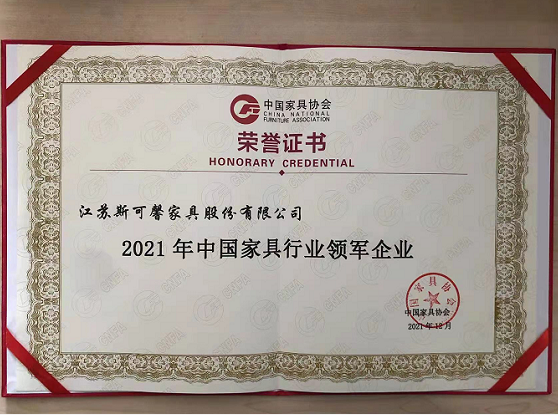 中国家具协会
CHINA NATIONAL
FURNITURE ASSOCIATION
荣誉证书
HONORARY CREDENTIAL
江苏斯可馨家具股份有限公司
2021年中国家具行业领军企业
中国家具协会
中国家具协会
2021年12月